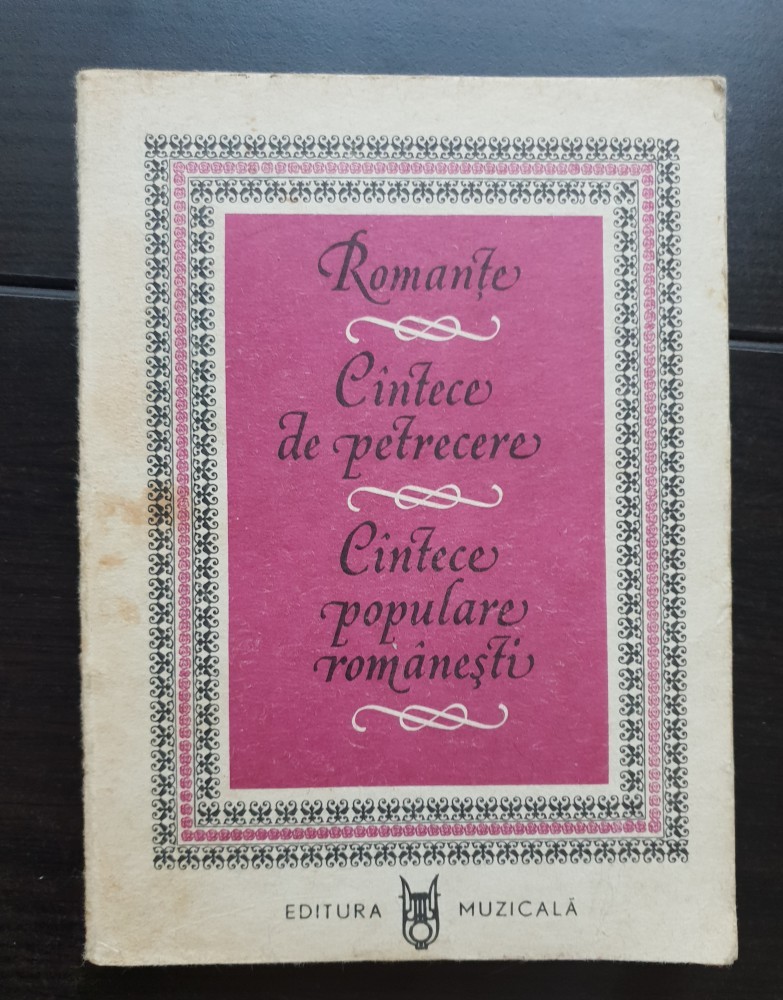 Romanțe
Cîntece
de petrecere
Cîntece
populare
românești
EDITURA MUZICALĂ